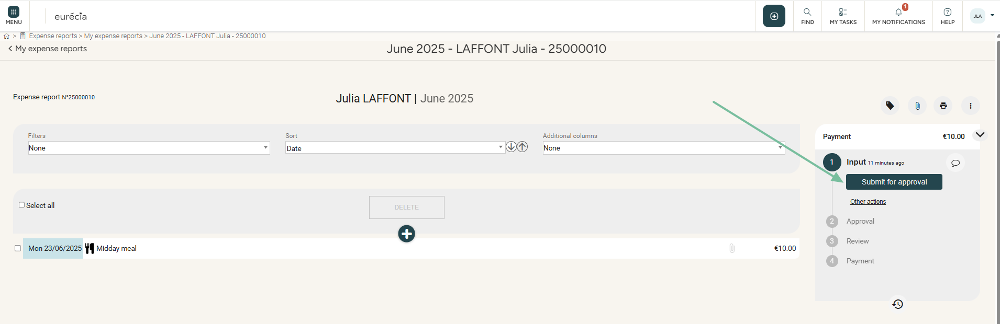 MENU
eurécia
FIND
MY TASKS
1
MY NOTIFICATIONS
HELP
JLA
> Expense reports > My expense reports > June 2025 - LAFFONT Julia - 25000010
My expense reports
June 2025 - LAFFONT Julia - 25000010
Expense report N°25000010
Julia LAFFONT | June 2025
Filters
None
Sort
Date
Additional columns
None
Select all
DELETE
Mon 23/06/2025
Midday meal
€10.00
Payment
€10.00
1
Input 11 minutes ago
Submit for approval
Other actions
2
Approval
3
Review
4
Payment